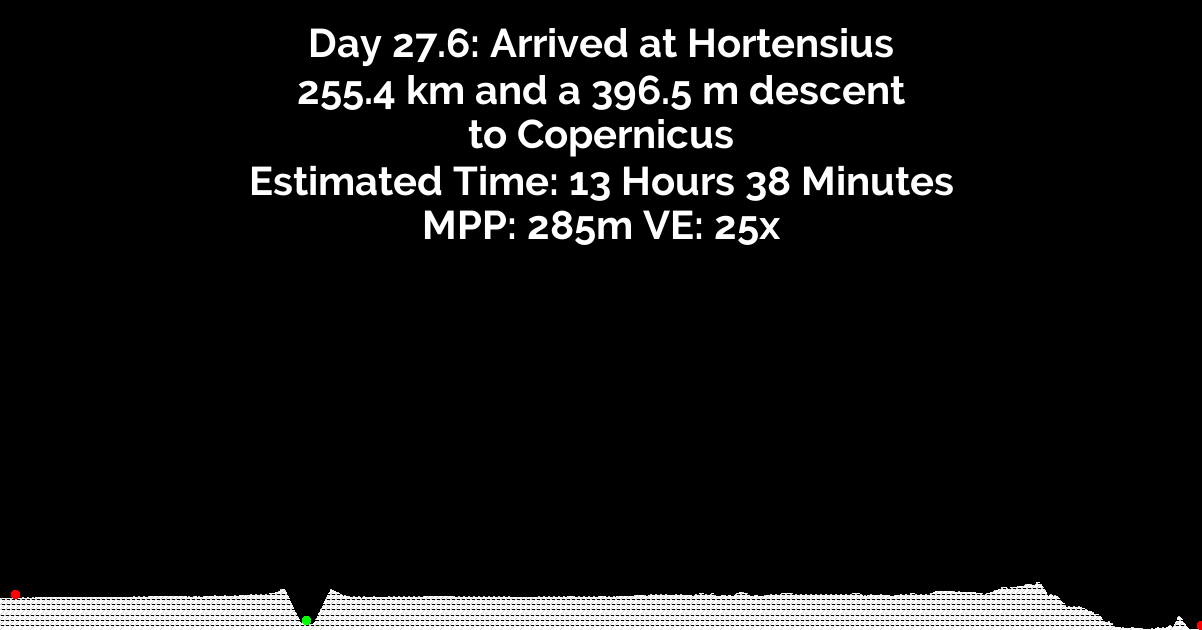 Day 27.6: Arrived at Hortensius
255.4 km and a 396.5 m descent
to Copernicus
Estimated Time: 13 Hours 38 Minutes
MPP: 285m VE: 25x